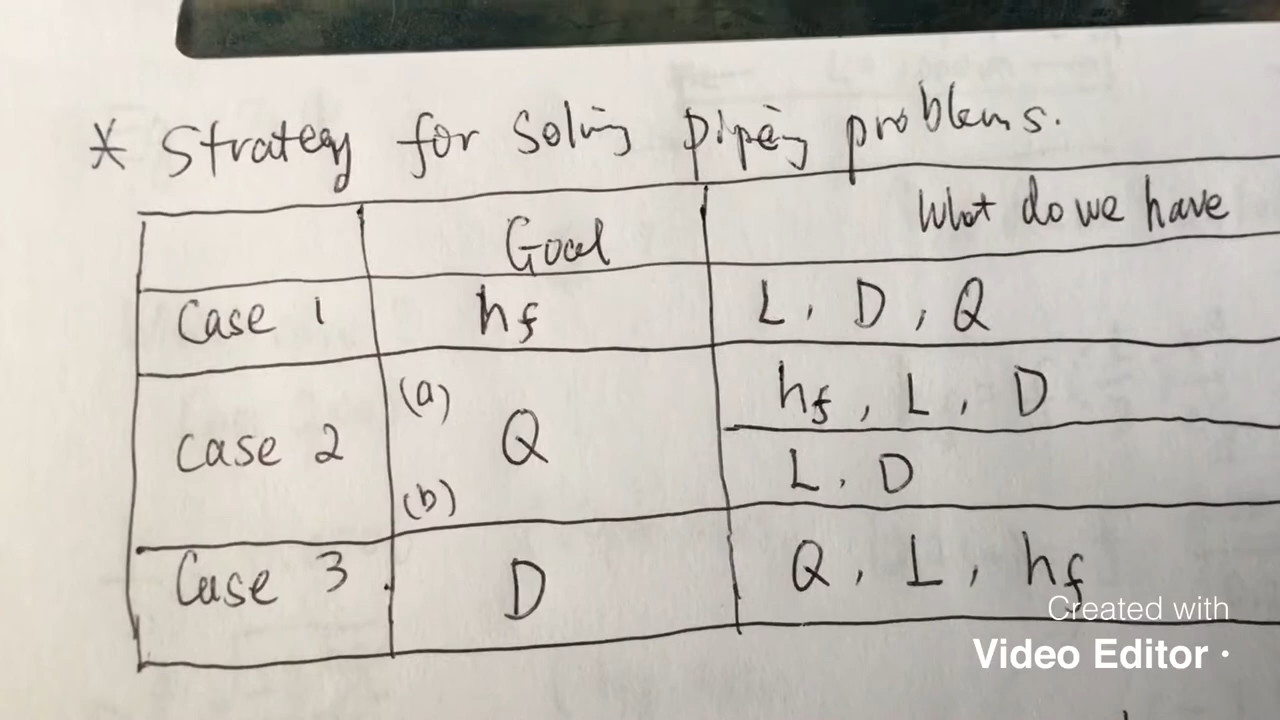 * Strategy for Solving piping problems.
Goal What do we have
Case 1 hf L, D, Q
(a) hf, L, D
case 2 Q
L, D
(b)
Case 3 D Q, L, hf
Created with
Video Editor